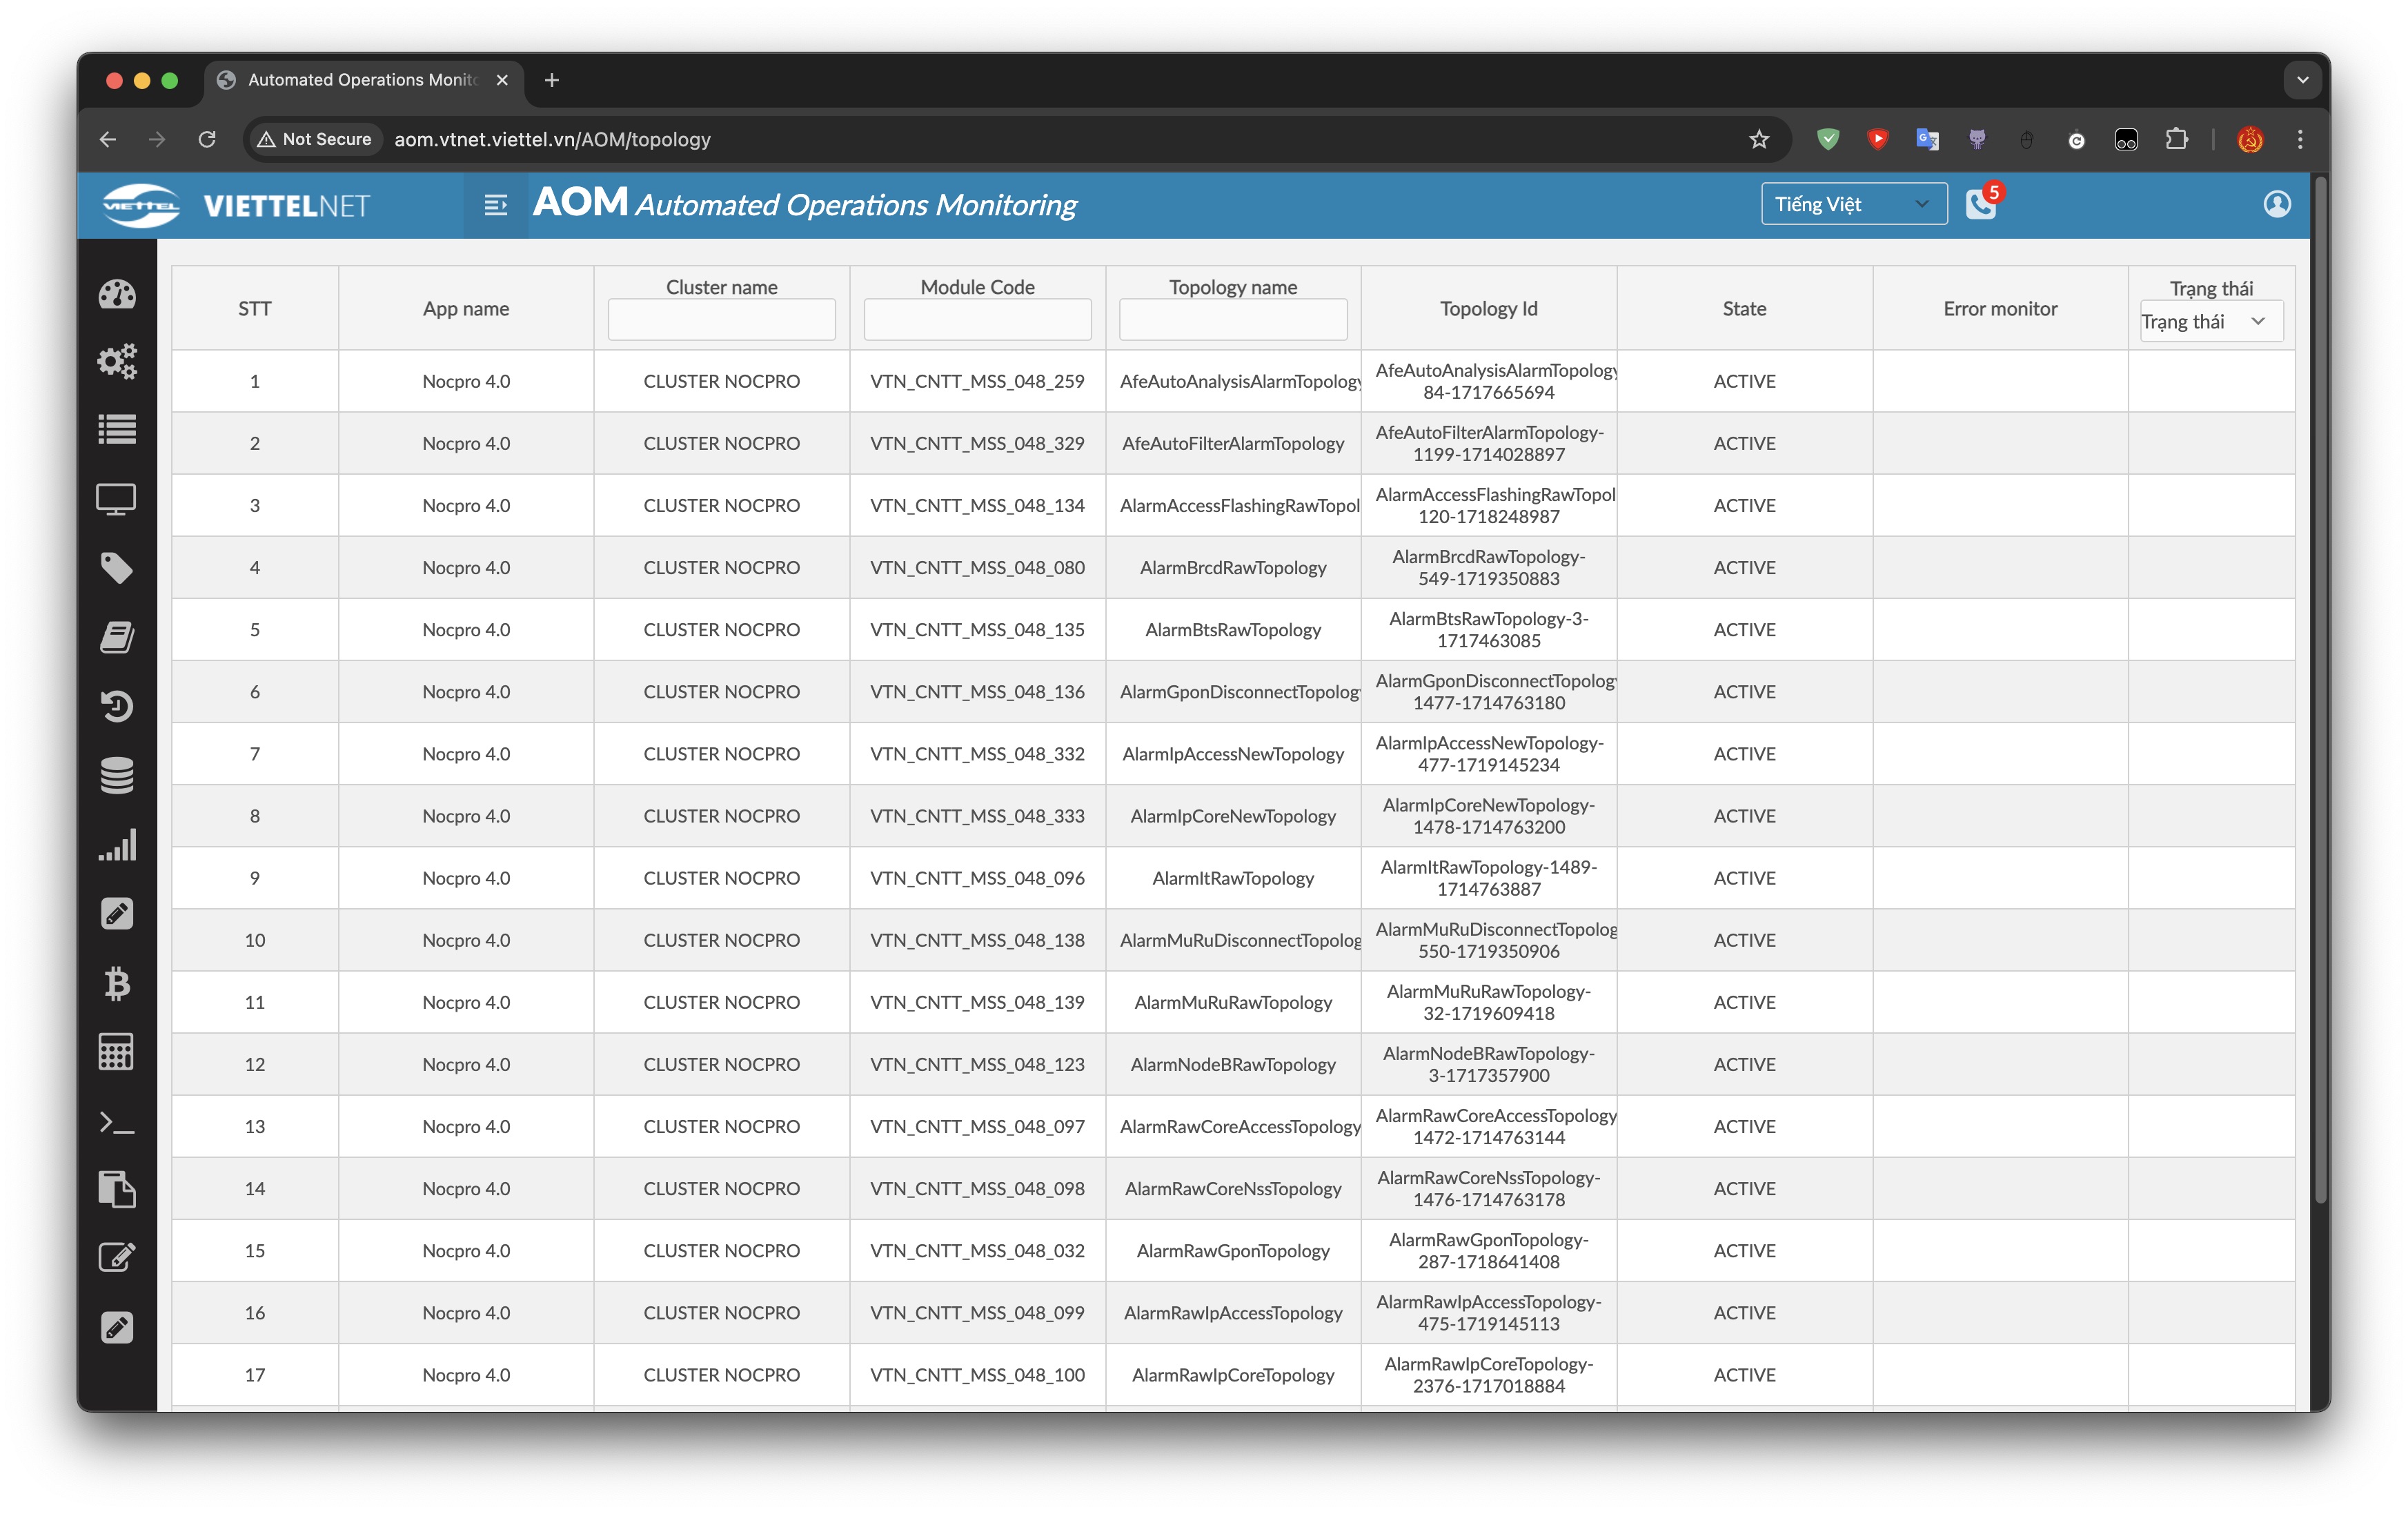 Automated Operations Monito
Not Secure aom.vtnet.viettel.vn/AOM/topology
VIETTEL VIETTELNET AOM Automated Operations Monitoring Tiếng Việt 5
STT App name Cluster name Module Code Topology name Topology Id State Error monitor Trạng thái
Trạng thái
1 Nocpro 4.0 CLUSTER NOCPRO VTN_CNTT_MSS_048_259 AfeAutoAnalysisAlarmTopology AfeAutoAnalysisAlarmTopology ACTIVE
84-1717665694
2 Nocpro 4.0 CLUSTER NOCPRO VTN_CNTT_MSS_048_329 AfeAutoFilterAlarmTopology AfeAutoFilterAlarmTopology- ACTIVE
1199-1714028897
3 Nocpro 4.0 CLUSTER NOCPRO VTN_CNTT_MSS_048_134 AlarmAccessFlashingRawTopol AlarmAccessFlashingRawTopol ACTIVE
120-1718248987
4 Nocpro 4.0 CLUSTER NOCPRO VTN_CNTT_MSS_048_080 AlarmBrcdRawTopology AlarmBrcdRawTopology- ACTIVE
549-1719350883
5 Nocpro 4.0 CLUSTER NOCPRO VTN_CNTT_MSS_048_135 AlarmBtsRawTopology AlarmBtsRawTopology-3- ACTIVE
1717463085
6 Nocpro 4.0 CLUSTER NOCPRO VTN_CNTT_MSS_048_136 AlarmGponDisconnectTopology AlarmGponDisconnectTopology ACTIVE
1477-1714763180
7 Nocpro 4.0 CLUSTER NOCPRO VTN_CNTT_MSS_048_332 AlarmIpAccessNewTopology AlarmIpAccessNewTopology- ACTIVE
477-1719145234
8 Nocpro 4.0 CLUSTER NOCPRO VTN_CNTT_MSS_048_333 AlarmIpCoreNewTopology AlarmIpCoreNewTopology- ACTIVE
1478-1714763200
9 Nocpro 4.0 CLUSTER NOCPRO VTN_CNTT_MSS_048_096 AlarmItRawTopology AlarmItRawTopology-1489- ACTIVE
1714763887
10 Nocpro 4.0 CLUSTER NOCPRO VTN_CNTT_MSS_048_138 AlarmMuRuDisconnectTopolog AlarmMuRuDisconnectTopolog ACTIVE
550-1719350906
11 Nocpro 4.0 CLUSTER NOCPRO VTN_CNTT_MSS_048_139 AlarmMuRuRawTopology AlarmMuRuRawTopology- ACTIVE
32-1719609418
12 Nocpro 4.0 CLUSTER NOCPRO VTN_CNTT_MSS_048_123 AlarmNodeBRawTopology AlarmNodeBRawTopology- ACTIVE
3-1717357900
13 Nocpro 4.0 CLUSTER NOCPRO VTN_CNTT_MSS_048_097 AlarmRawCoreAccessTopology AlarmRawCoreAccessTopology ACTIVE
1472-1714763144
14 Nocpro 4.0 CLUSTER NOCPRO VTN_CNTT_MSS_048_098 AlarmRawCoreNssTopology AlarmRawCoreNssTopology- ACTIVE
1476-1714763178
15 Nocpro 4.0 CLUSTER NOCPRO VTN_CNTT_MSS_048_032 AlarmRawGponTopology AlarmRawGponTopology- ACTIVE
287-1718641408
16 Nocpro 4.0 CLUSTER NOCPRO VTN_CNTT_MSS_048_099 AlarmRawIpAccessTopology AlarmRawIpAccessTopology- ACTIVE
475-1719145113
17 Nocpro 4.0 CLUSTER NOCPRO VTN_CNTT_MSS_048_100 AlarmRawIpCoreTopology AlarmRawIpCoreTopology- ACTIVE
2376-1717018884